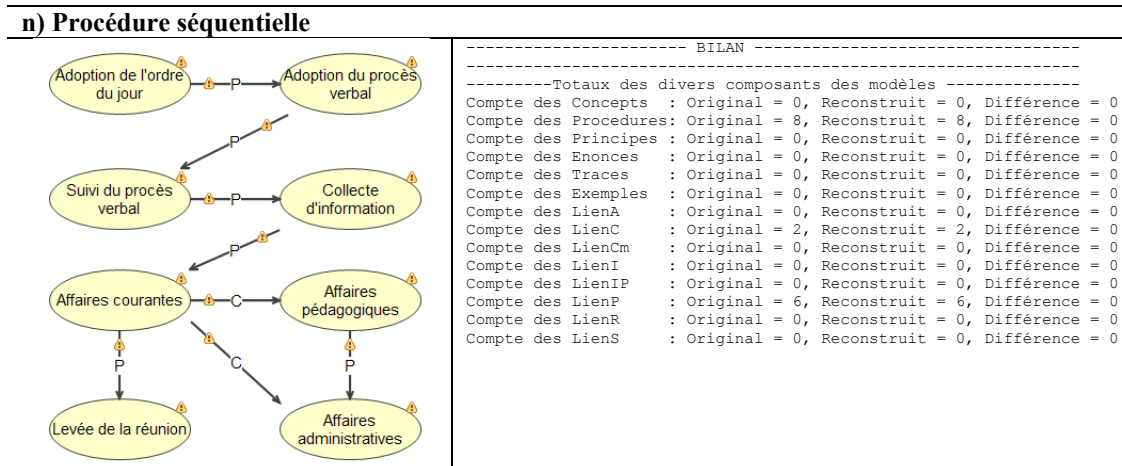 n) Procédure séquentielle
Adoption de l'ordre
du jour
P
Adoption du procès
verbal
P
Suivi du procès
verbal
P
Collecte
d'information
P
Affaires courantes
C
Affaires
pédagogiques
P
C
P
Levée de la réunion
Affaires
administratives
----------------------- BILAN ----------------------------------
----------------------------------------------------------------
---------Totaux des divers composants des modèles --------------
Compte des Concepts : Original = 0, Reconstruit = 0, Différence = 0
Compte des Procedures: Original = 8, Reconstruit = 8, Différence = 0
Compte des Principes : Original = 0, Reconstruit = 0, Différence = 0
Compte des Enonces : Original = 0, Reconstruit = 0, Différence = 0
Compte des Traces : Original = 0, Reconstruit = 0, Différence = 0
Compte des Exemples : Original = 0, Reconstruit = 0, Différence = 0
Compte des LienA : Original = 0, Reconstruit = 0, Différence = 0
Compte des LienC : Original = 2, Reconstruit = 2, Différence = 0
Compte des LienCm : Original = 0, Reconstruit = 0, Différence = 0
Compte des LienI : Original = 0, Reconstruit = 0, Différence = 0
Compte des LienIP : Original = 0, Reconstruit = 0, Différence = 0
Compte des LienP : Original = 6, Reconstruit = 6, Différence = 0
Compte des LienR : Original = 0, Reconstruit = 0, Différence = 0
Compte des LienS : Original = 0, Reconstruit = 0, Différence = 0